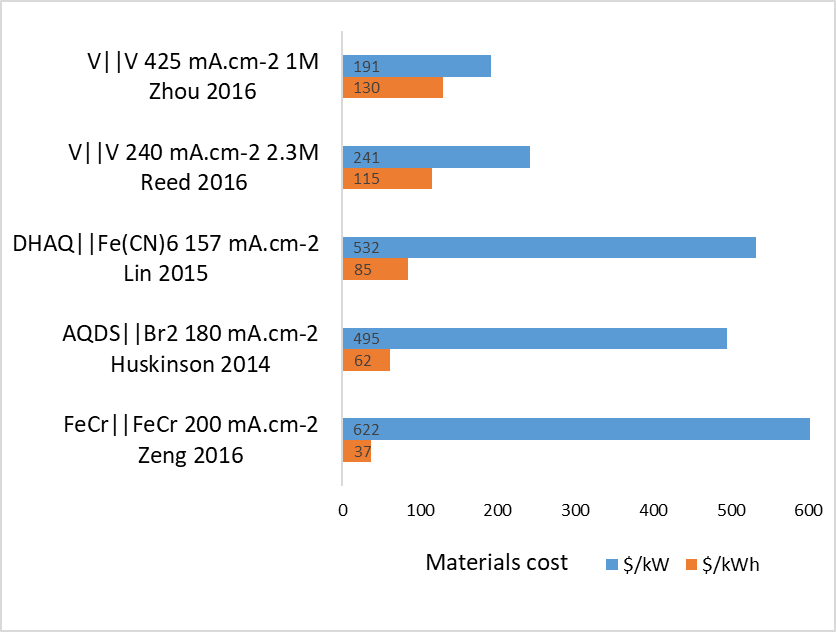 V||V 425 mA.cm-2 1M
Zhou 2016
191
130
V||V 240 mA.cm-2 2.3M
Reed 2016
241
115
DHAQ||Fe(CN)6 157 mA.cm-2
Lin 2015
532
85
AQDS||Br2 180 mA.cm-2
Huskinson 2014
495
62
FeCr||FeCr 200 mA.cm-2
Zeng 2016
622
37
0 100 200 300 400 500 600
Materials cost $/kW $/kWh